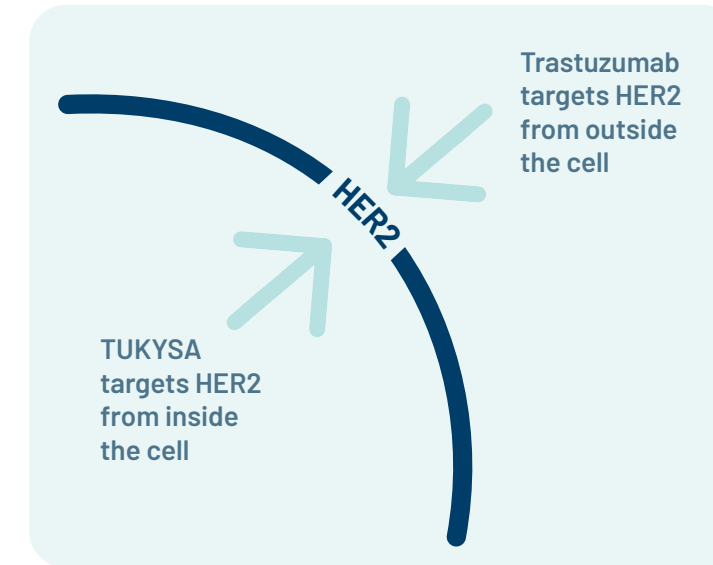 Trastuzumab
targets HER2
from outside
the cell
HER2
TUKYSA
targets HER2
from inside
the cell